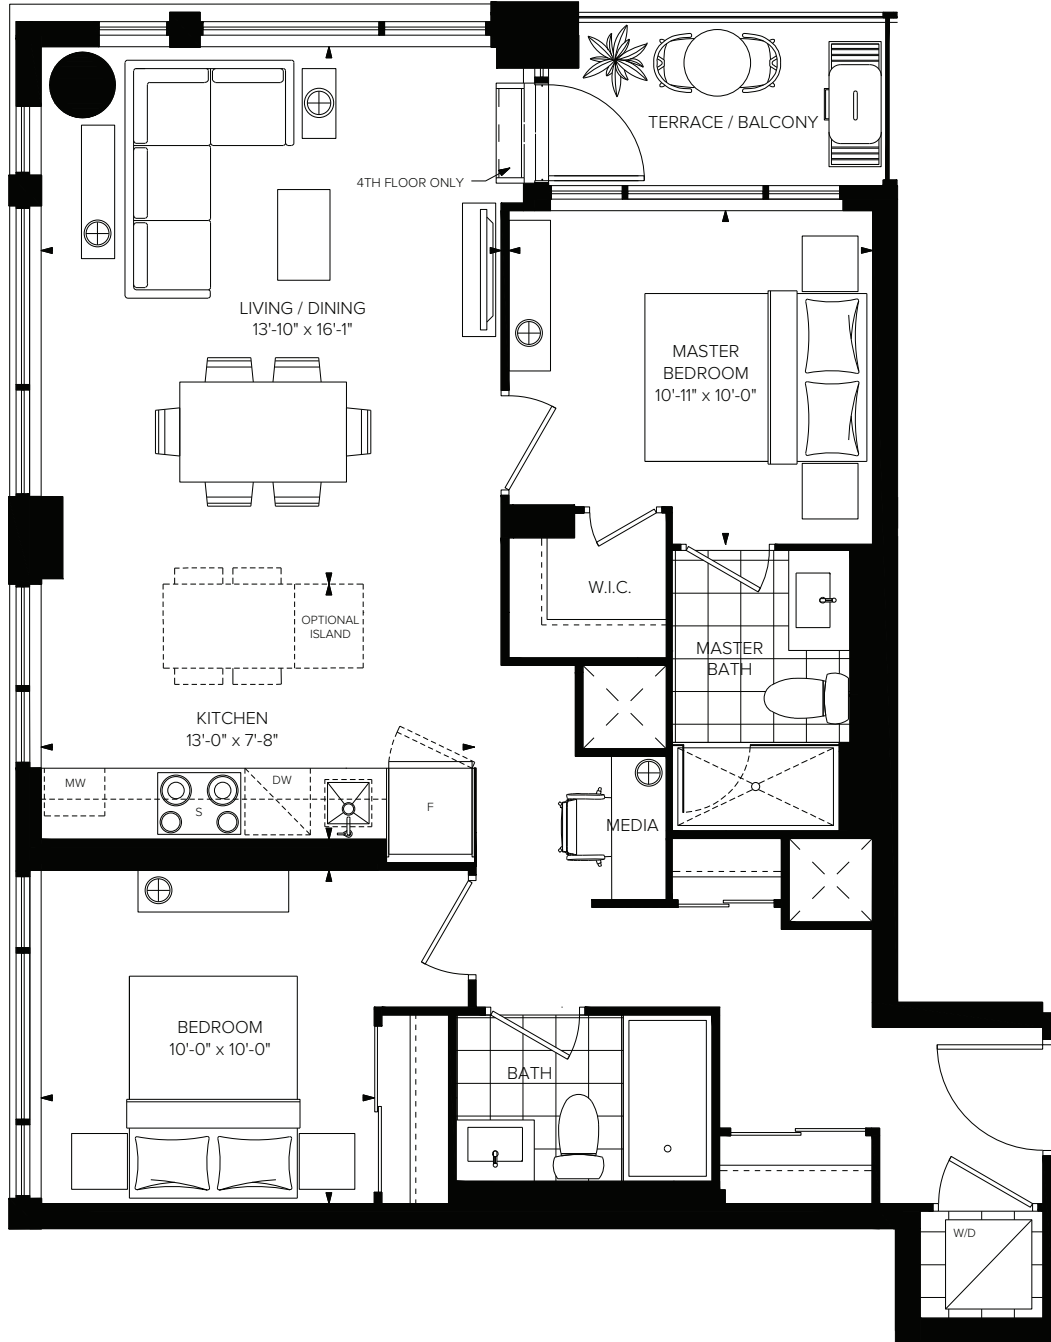 TERRACE / BALCONY
4TH FLOOR ONLY
LIVING / DINING
13'-10" x 16'-1"
MASTER
BEDROOM
10'-11" x 10'-0"
W.I.C.
OPTIONAL
ISLAND
MASTER
BATH
KITCHEN
13'-0" x 7'-8"
MW
S
DW
F
MEDIA
BEDROOM
10'-0" x 10'-0"
BATH
W/D